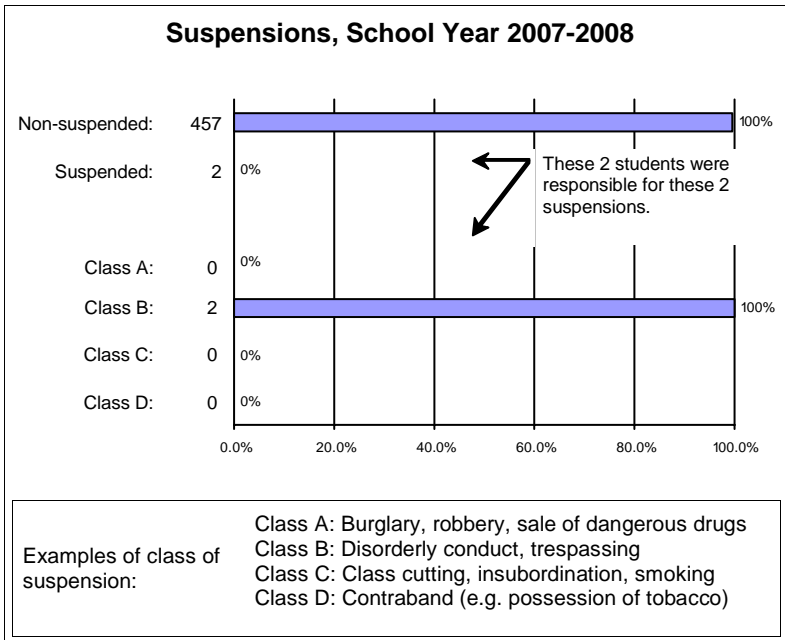 Suspensions, School Year 2007-2008
Non-suspended: 457 100%
Suspended: 2 0%
These 2 students were
responsible for these 2
suspensions.
Class A: 0 0%
Class B: 2 100%
Class C: 0 0%
Class D: 0 0%
0.0% 20.0% 40.0% 60.0% 80.0% 100.0%
Examples of class of
suspension:
Class A: Burglary, robbery, sale of dangerous drugs
Class B: Disorderly conduct, trespassing
Class C: Class cutting, insubordination, smoking
Class D: Contraband (e.g. possession of tobacco)